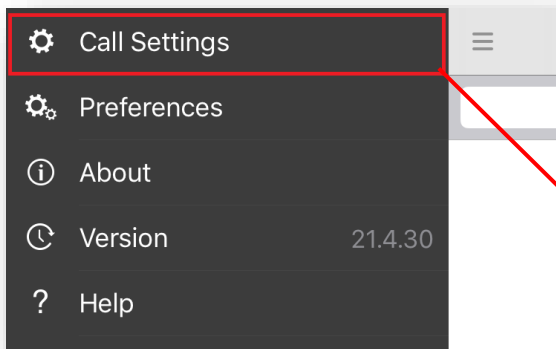 Call Settings
Preferences
About
Version 21.4.30
? Help